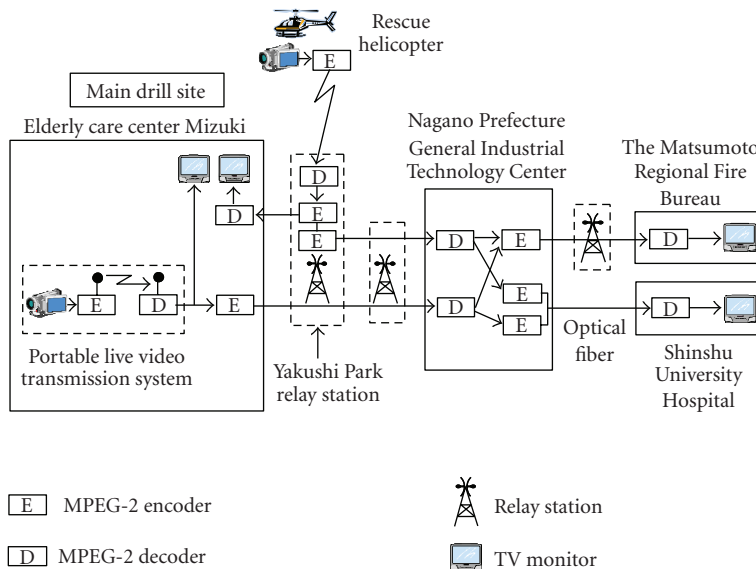 Rescue
helicopter
E
Main drill site
Elderly care center Mizuki
D
E
E
D
E
D
E
Portable live video
transmission system
Yakushi Park
relay station
Nagano Prefecture
General Industrial
Technology Center
D
E
D
E
E
Optical
fiber
The Matsumoto
Regional Fire
Bureau
D
D
Shinshu
University
Hospital
E MPEG-2 encoder
D MPEG-2 decoder
Relay station
TV monitor